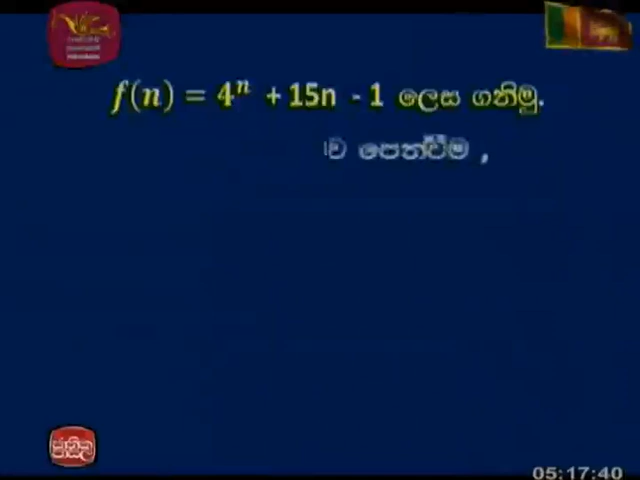 f(n) = 4ⁿ + 15n - 1 ලෙස ගනිමු.
ව පෙන්වීම ,
ජාතික
05:17:40